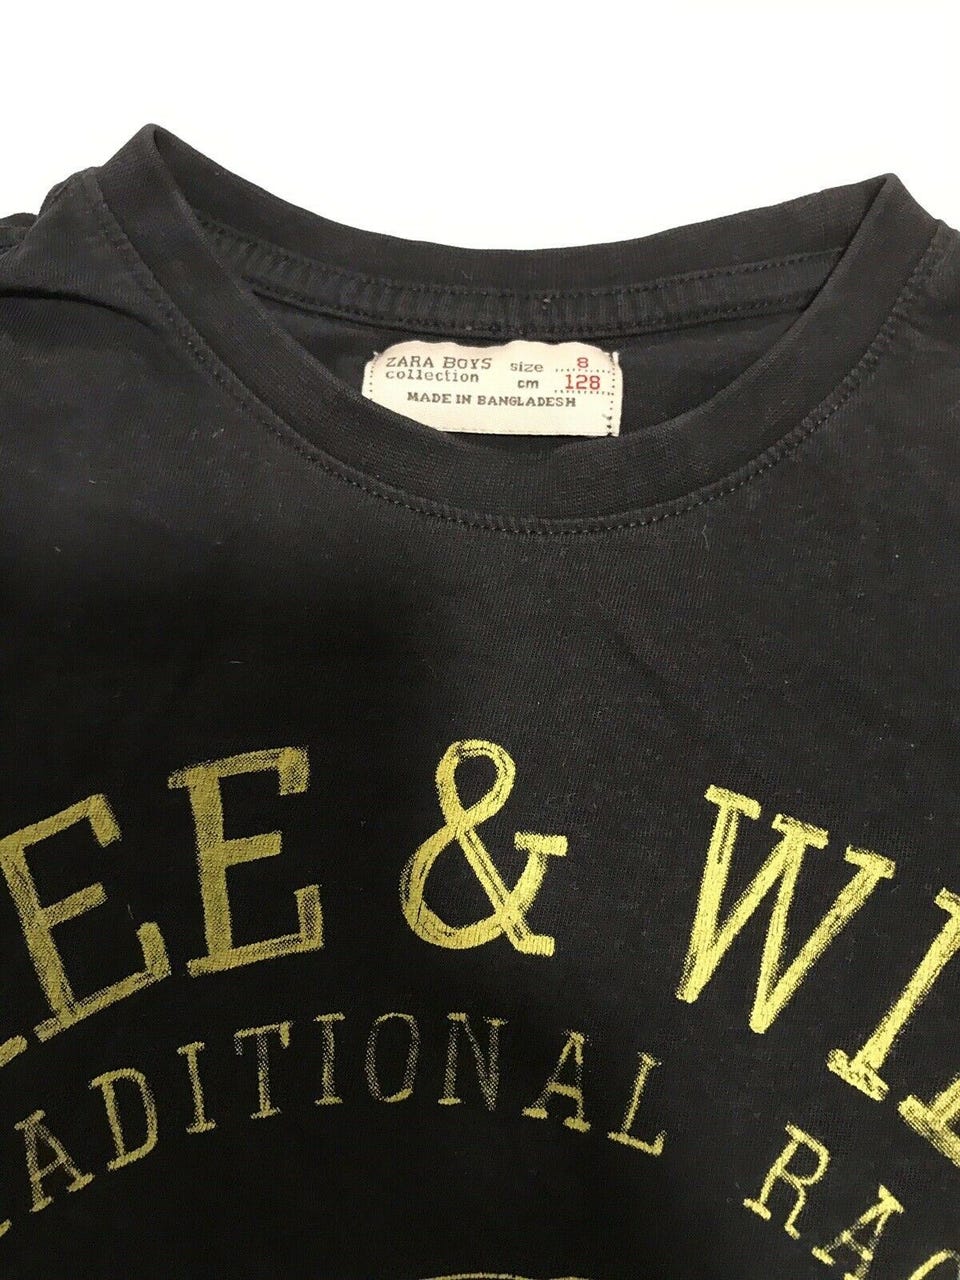 ZARA BOYS size 8
collection cm 128
MADE IN BANGLADESH
EE & WI
ADITIONAL RA